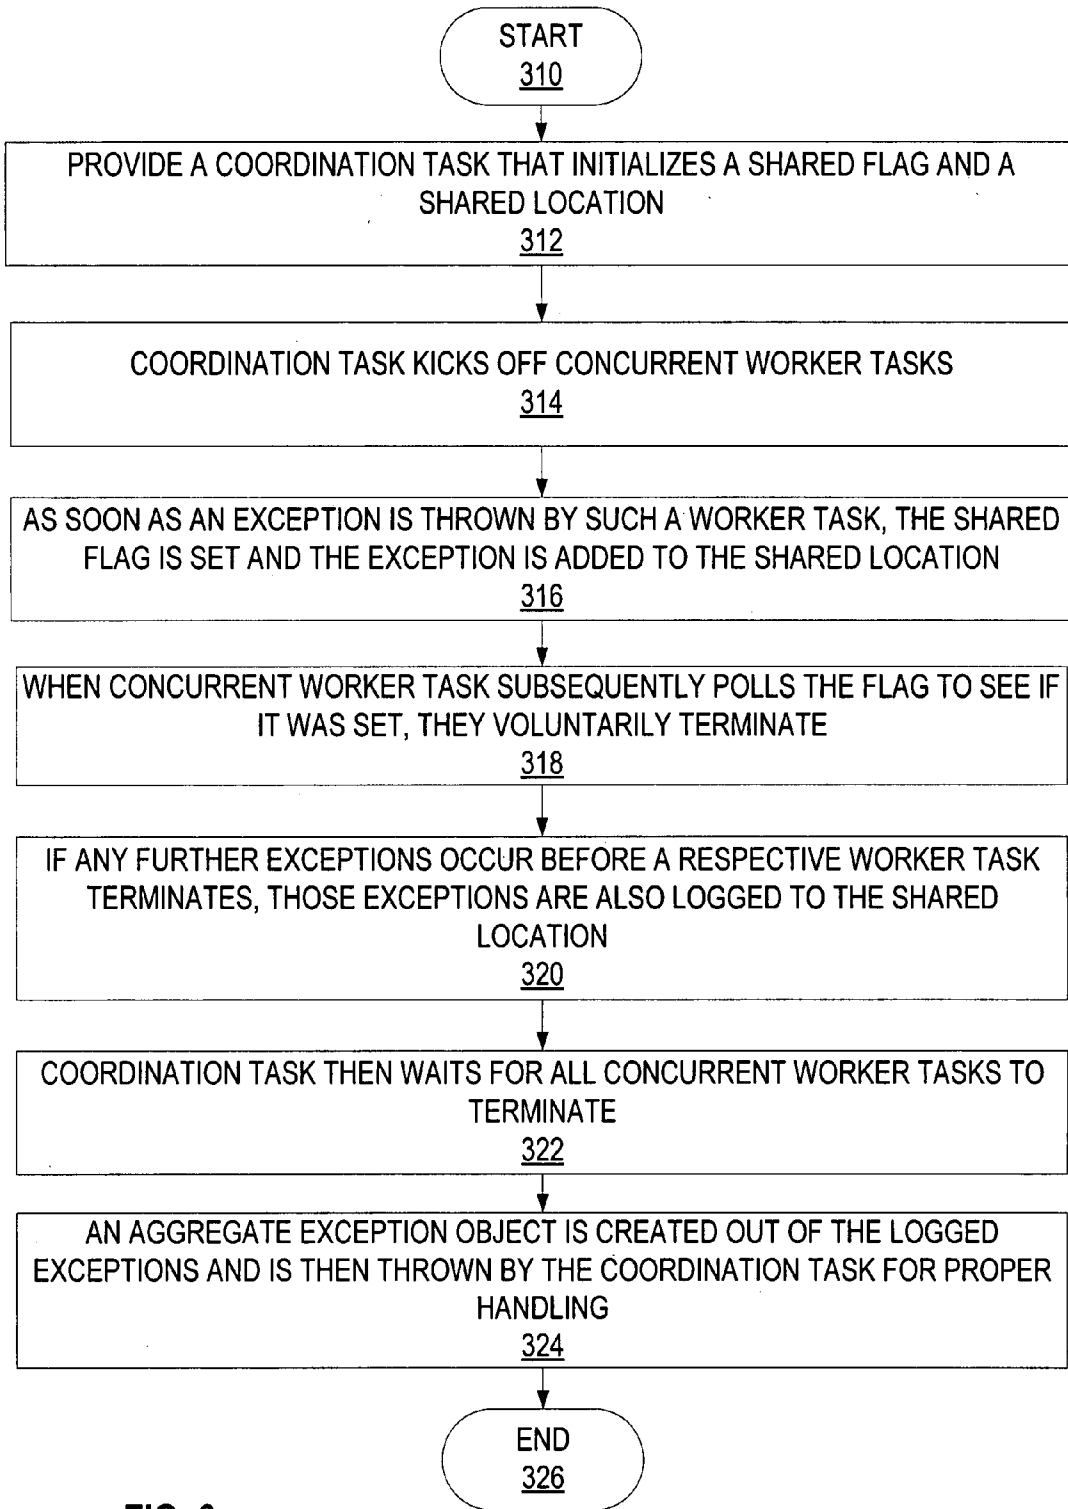 START
310
PROVIDE A COORDINATION TASK THAT INITIALIZES A SHARED FLAG AND A
SHARED LOCATION
312
COORDINATION TASK KICKS OFF CONCURRENT WORKER TASKS
314
AS SOON AS AN EXCEPTION IS THROWN BY SUCH A WORKER TASK, THE SHARED
FLAG IS SET AND THE EXCEPTION IS ADDED TO THE SHARED LOCATION
316
WHEN CONCURRENT WORKER TASK SUBSEQUENTLY POLLS THE FLAG TO SEE IF
IT WAS SET, THEY VOLUNTARILY TERMINATE
318
IF ANY FURTHER EXCEPTIONS OCCUR BEFORE A RESPECTIVE WORKER TASK
TERMINATES, THOSE EXCEPTIONS ARE ALSO LOGGED TO THE SHARED
LOCATION
320
COORDINATION TASK THEN WAITS FOR ALL CONCURRENT WORKER TASKS TO
TERMINATE
322
AN AGGREGATE EXCEPTION OBJECT IS CREATED OUT OF THE LOGGED
EXCEPTIONS AND IS THEN THROWN BY THE COORDINATION TASK FOR PROPER
HANDLING
324
END
326